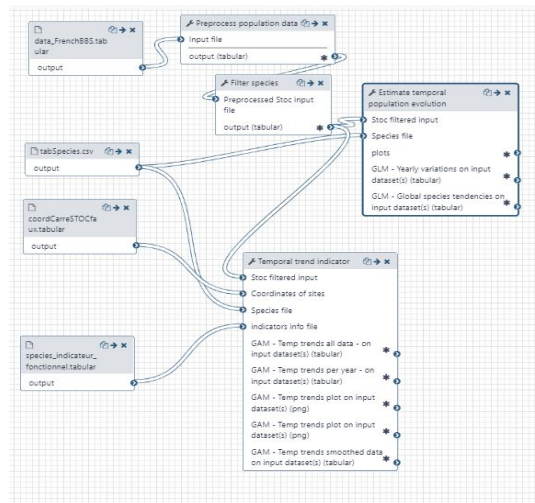 data_FrenchBBS.tab
ular
output
Preprocess population data
Input file
output (tabular)
Filter species
Preprocessed Stoc input
file
output (tabular)
Estimate temporal
population evolution
Stoc filtered input
Species file
plots
GLM - Yearly variations on input
dataset(s) (tabular)
GLM - Global species tendencies on
input dataset(s) (tabular)
tabSpecies.csv
output
coordCarreSTOCfa
ux.tabular
output
species_indicateur_
fonctionnel.tabular
output
Temporal trend indicator
Stoc filtered input
Coordinates of sites
Species file
indicators info file
GAM - Temp trends all data - on
input dataset(s) (tabular)
GAM - Temp trends per year - on
input dataset(s) (tabular)
GAM - Temp trends plot on input
dataset(s) (png)
GAM - Temp trends plot on input
dataset(s) (png)
GAM - Temp trends smoothed data
on input dataset(s) (tabular)